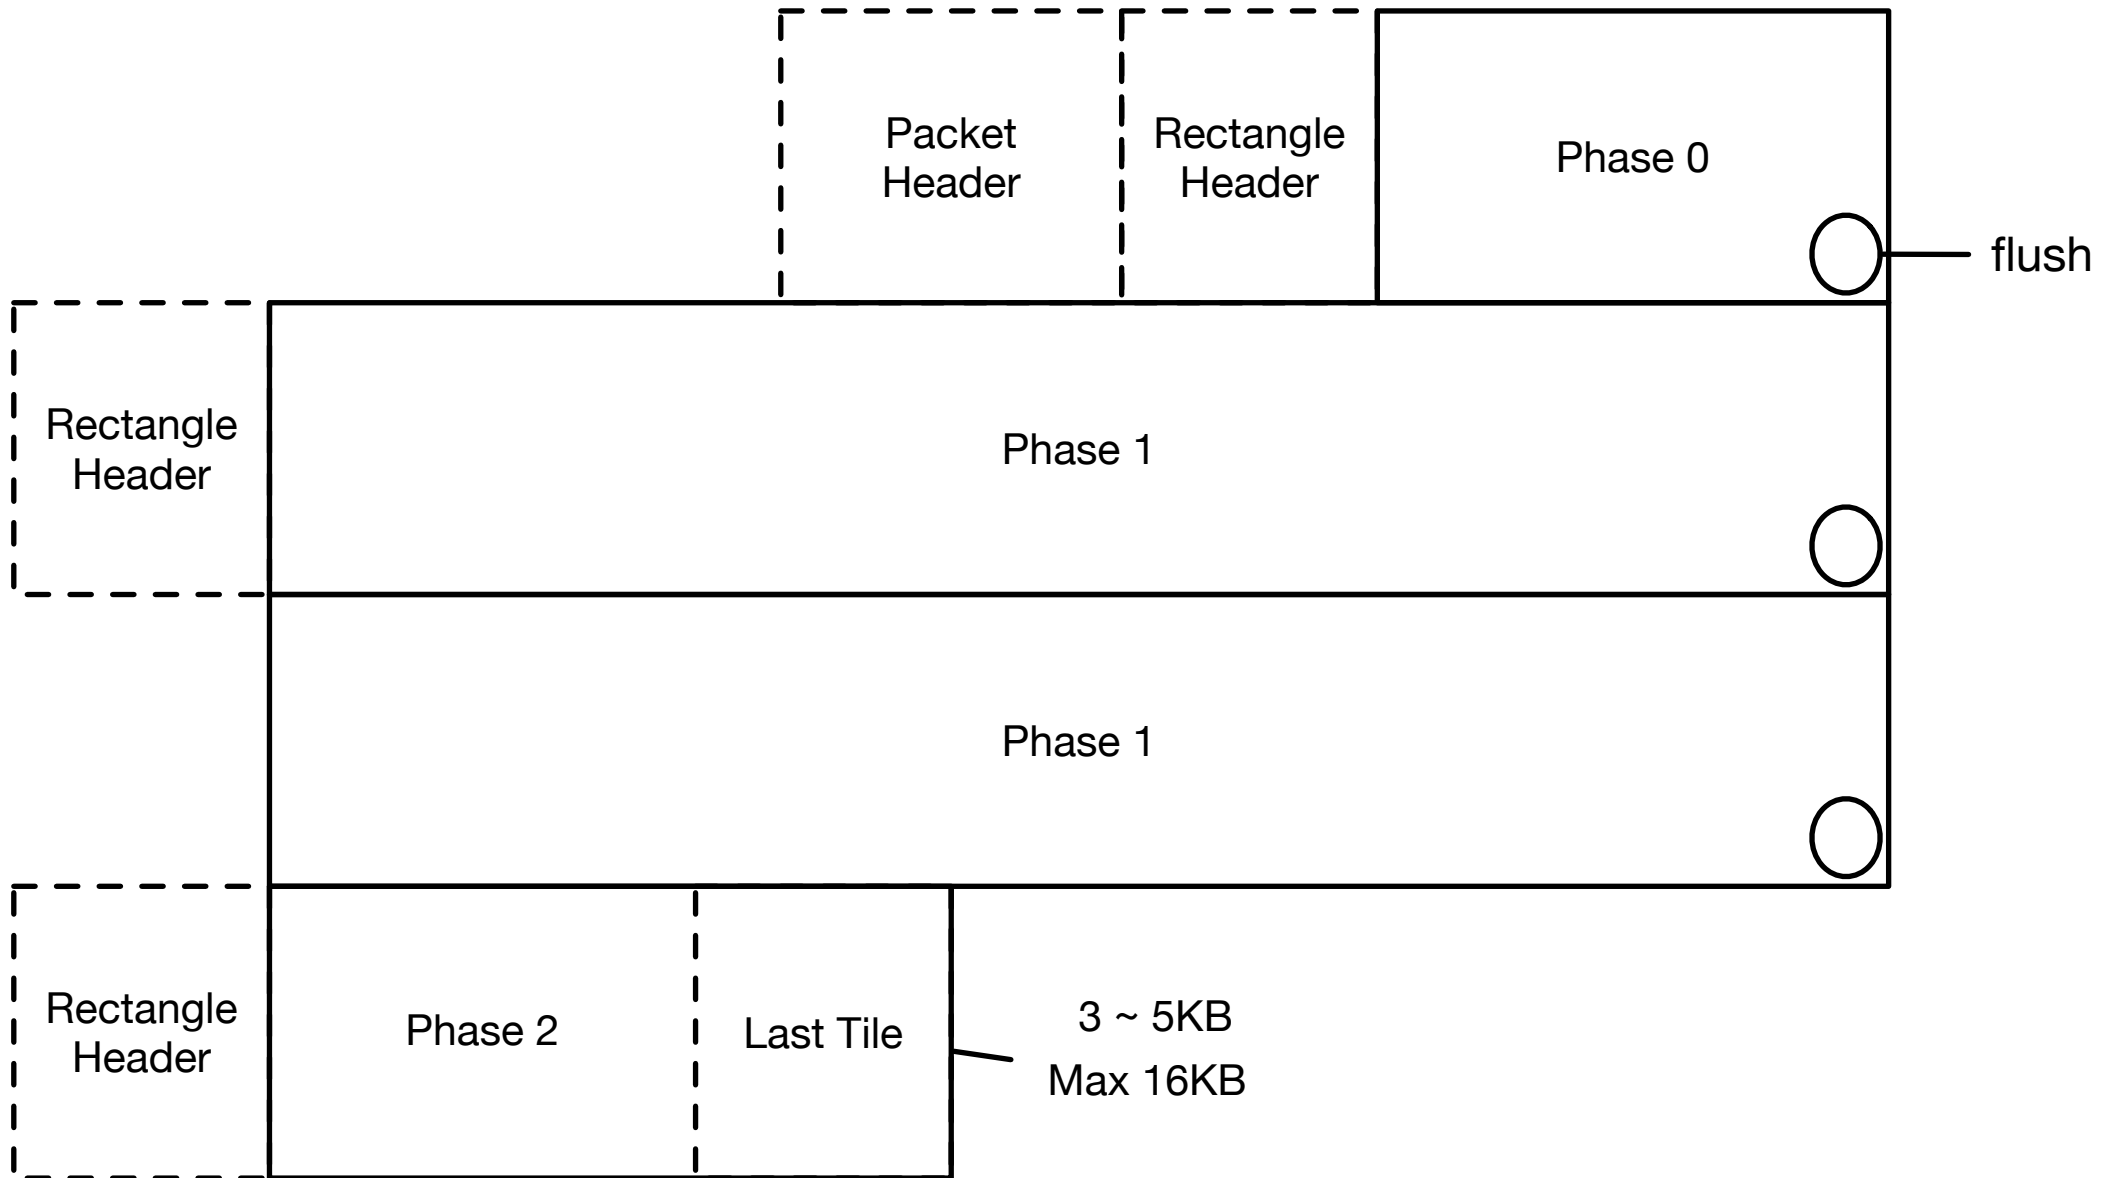 Packet
Header
Rectangle
Header
Phase 0
flush
Rectangle
Header
Phase 1
Phase 1
Rectangle
Header
Phase 2
Last Tile
3 ~ 5KB
Max 16KB